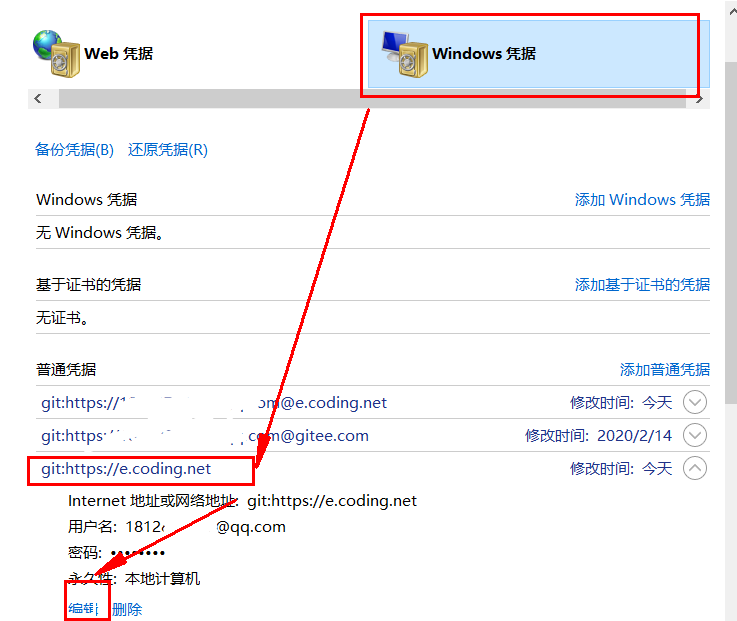 Web 凭据 Windows 凭据
备份凭据(B) 还原凭据(R)
Windows 凭据 添加 Windows 凭据
无 Windows 凭据。
基于证书的凭据 添加基于证书的凭据
无证书。
普通凭据 添加普通凭据
git:https://1 om@e.coding.net 修改时间: 今天
git:https: com@gitee.com 修改时间: 2020/2/14
git:https://e.coding.net 修改时间: 今天
Internet 地址或网络地址: git:https://e.coding.net
用户名: 1812 @qq.com
密码: ••••••••
永久性: 本地计算机
编辑 删除